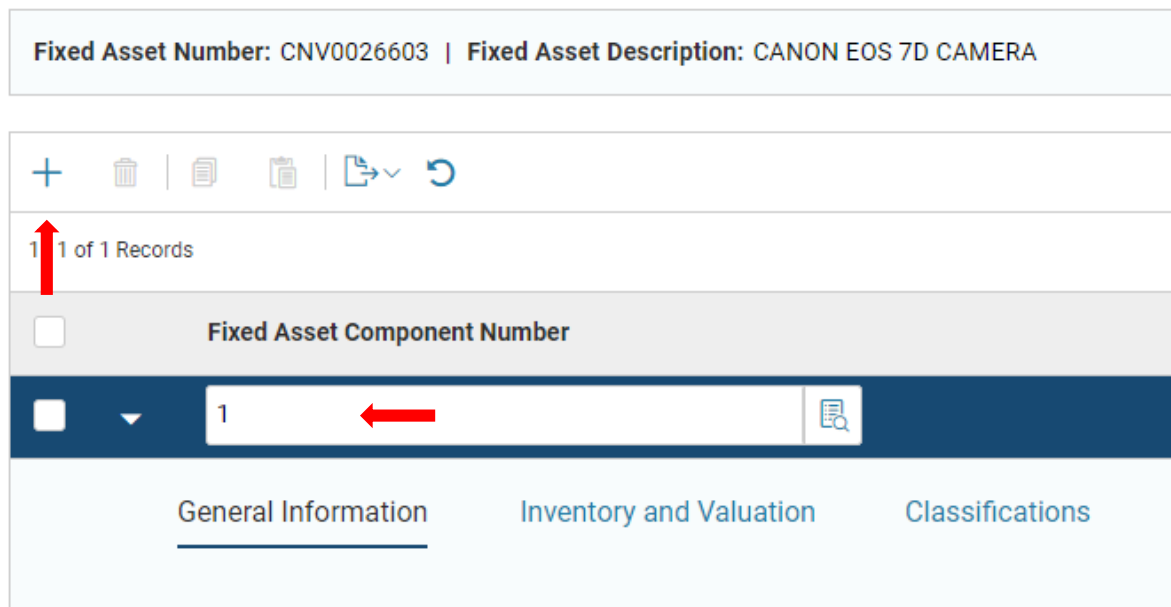 Fixed Asset Number: CNV0026603 | Fixed Asset Description: CANON EOS 7D CAMERA
1 1 of 1 Records
Fixed Asset Component Number
1
General Information Inventory and Valuation Classifications